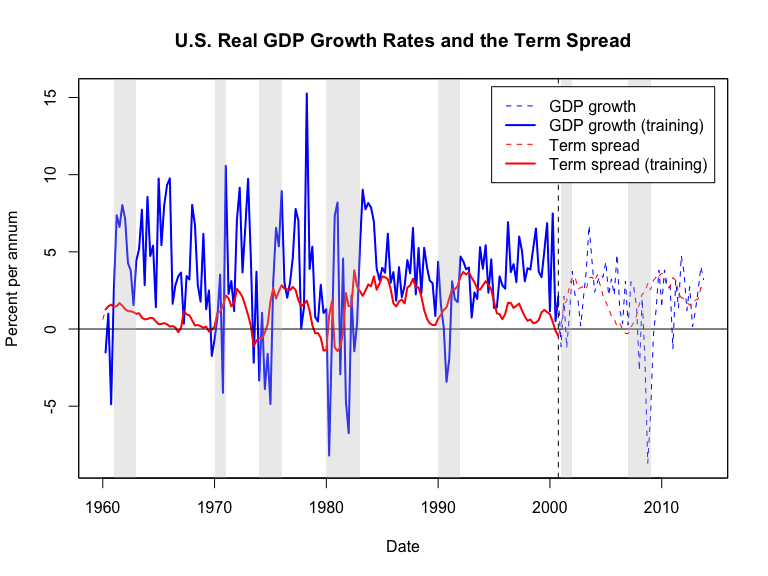 U.S. Real GDP Growth Rates and the Term Spread
GDP growth
GDP growth (training)
Term spread
Term spread (training)
Percent per annum
15
10
5
0
-5
1960 1970 1980 1990 2000 2010
Date